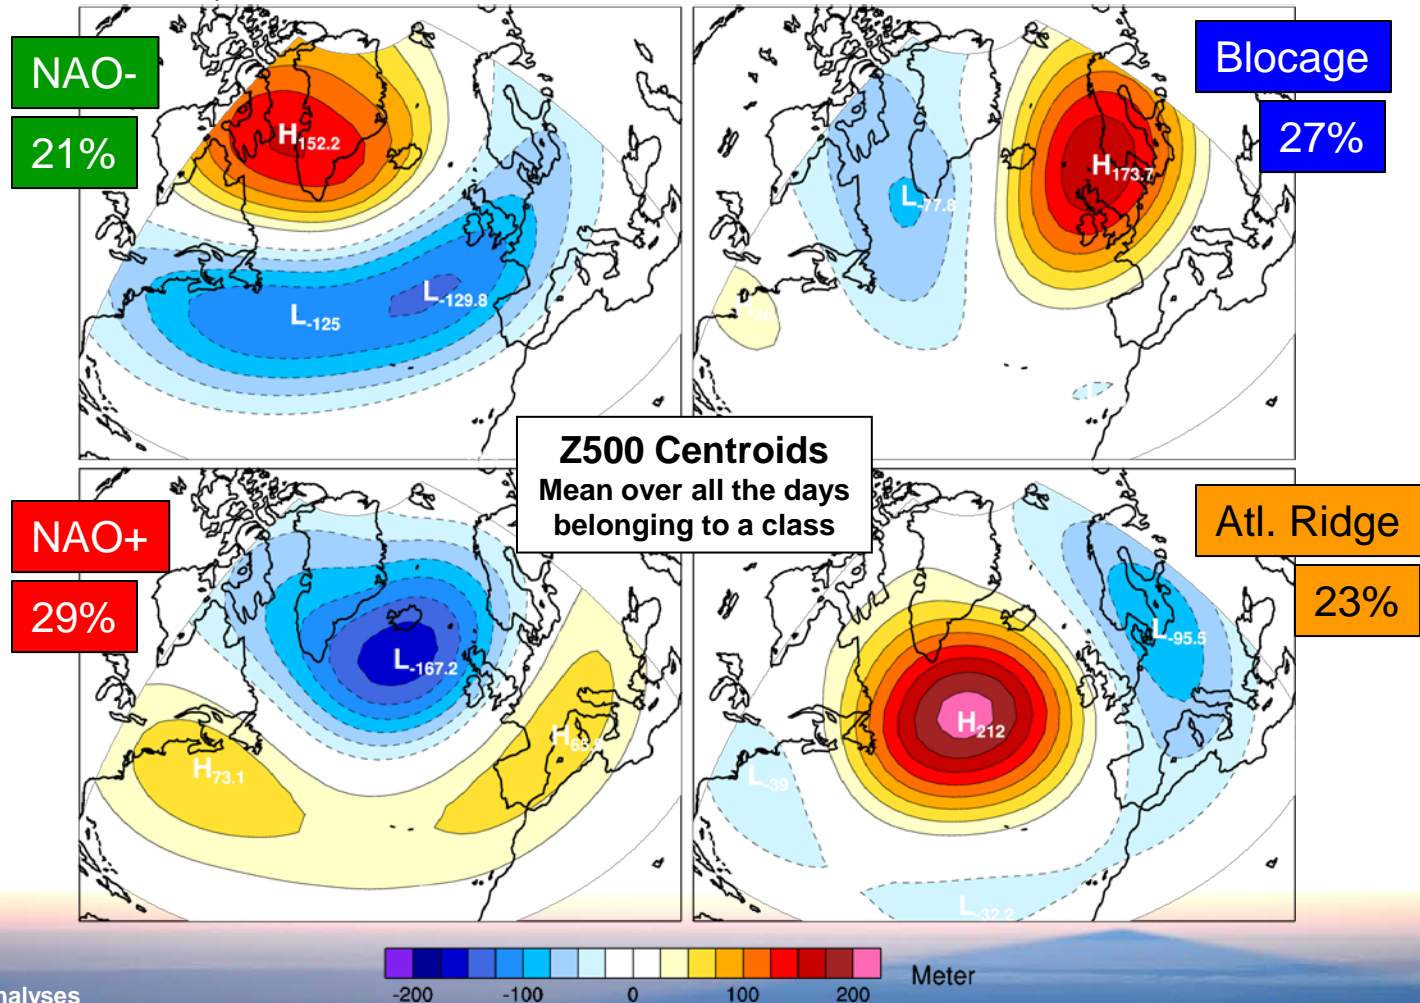 NAO-
21%
H152.2
L-125
L-129.8
Blocage
27%
L-77.8
H173.7
Z500 Centroids
Mean over all the days
belonging to a class
NAO+
29%
L-167.2
H73.1
Atl. Ridge
23%
L-95.5
H212
L-39
L-32.2
-200 -100 0 100 200
Meter
nalyses